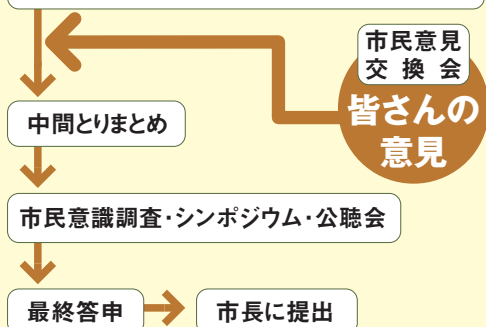 市民意見
交換会
皆さんの
意見
中間とりまとめ
市民意識調査・シンポジウム・公聴会
最終答申
市長に提出